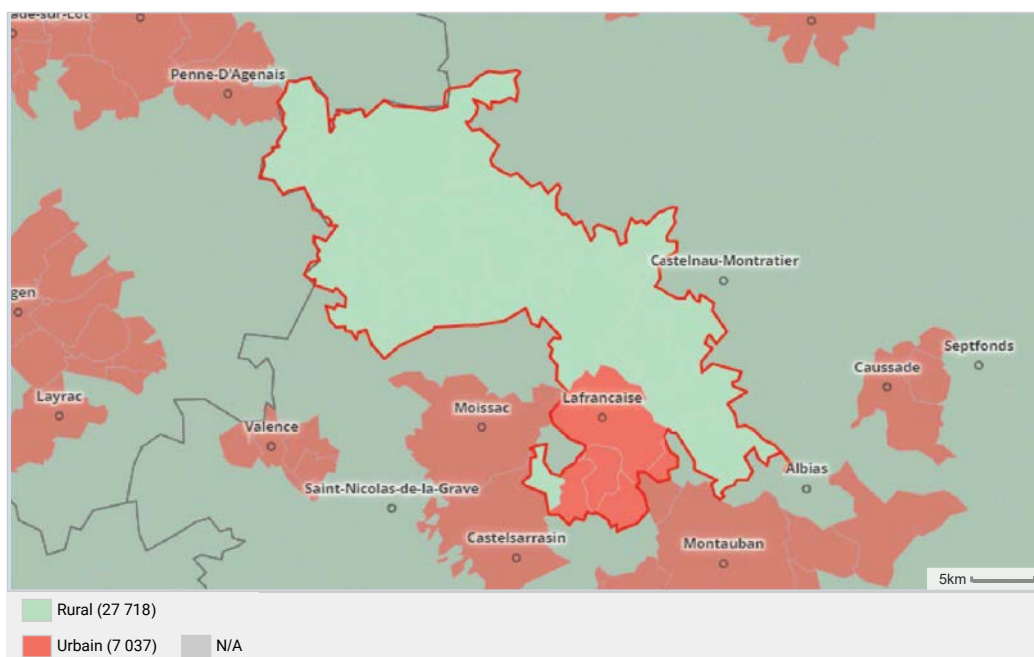 ade-sur-Lot
Penne-D'Agenais
Castelnau-Montratier
gen
Septfonds
Caussade
Layrac
Lafrancaise
Moissac
Valence
Albias
Saint-Nicolas-de-la-Grave
Castelsarrasin
Montauban
5km
Rural (27 718)
Urbain (7 037) N/A